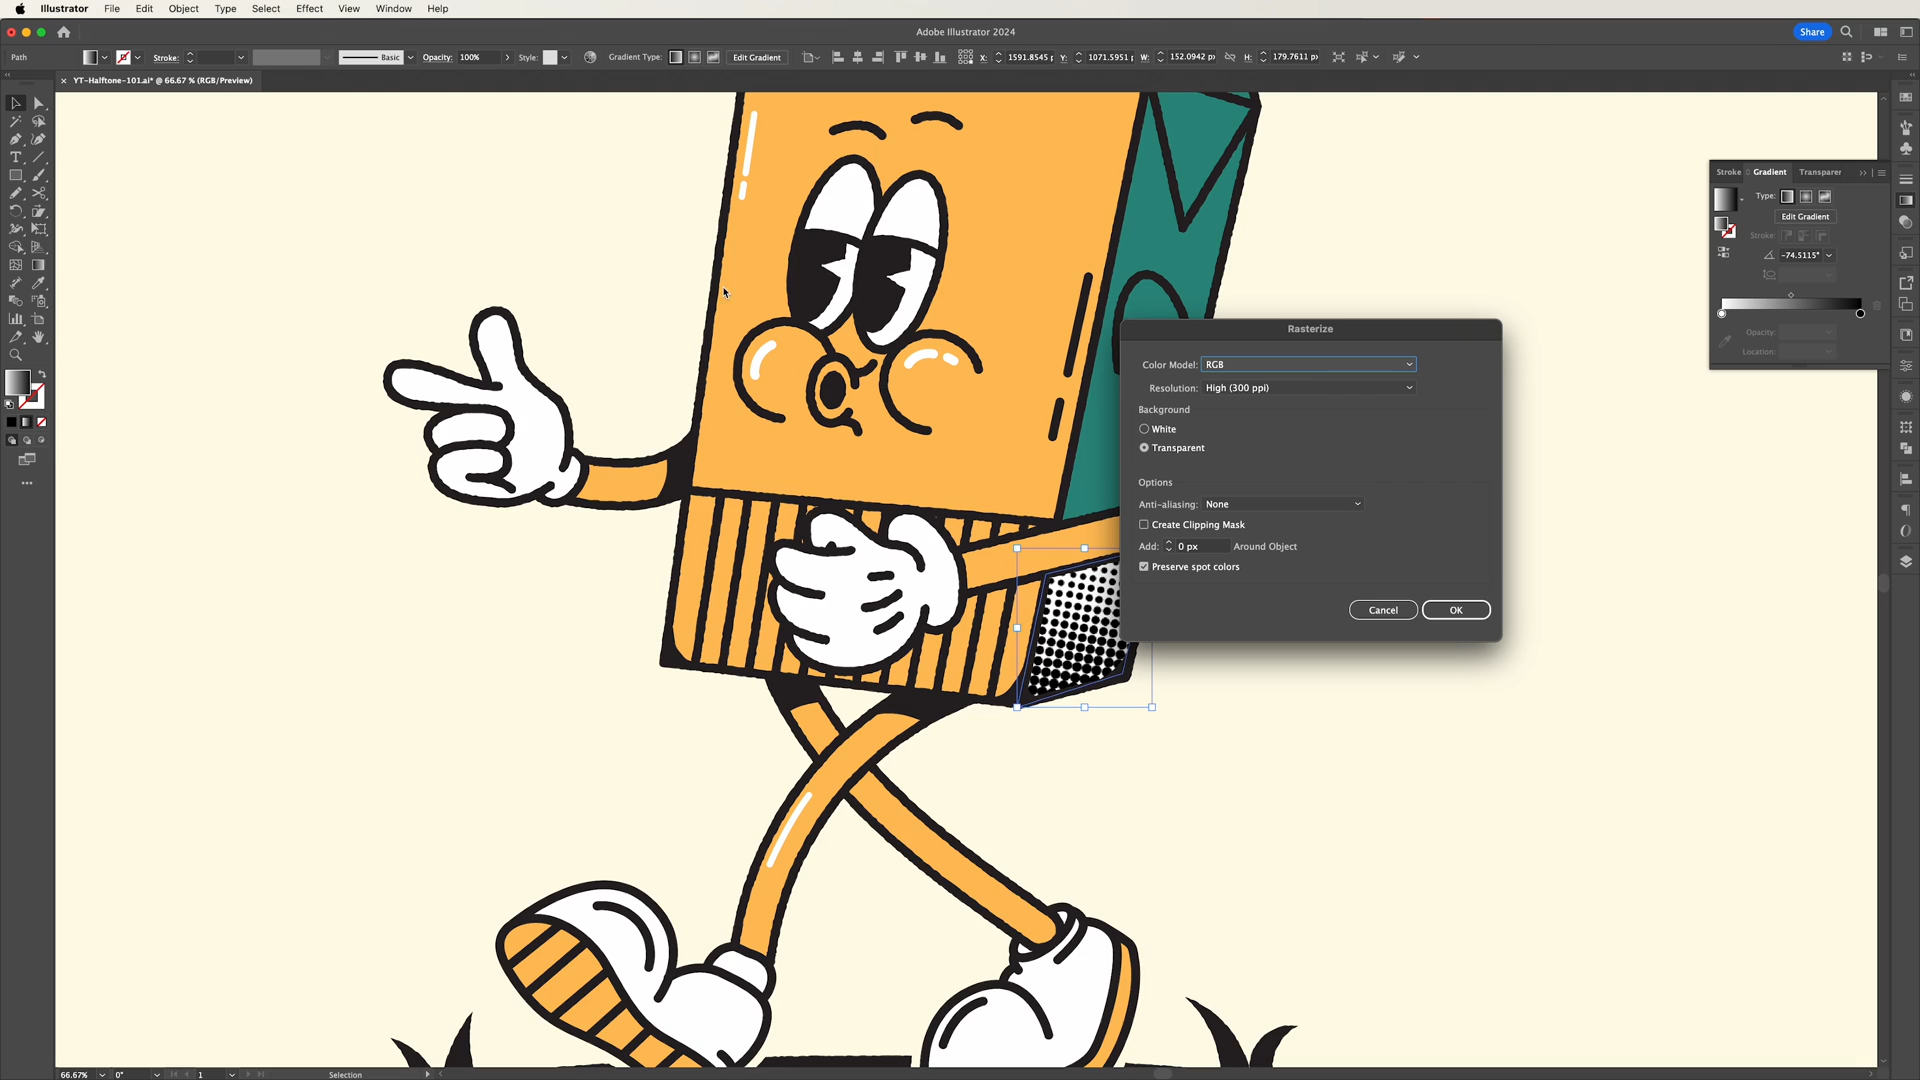 Illustrator File Edit Object Type Select Effect View Window Help
Adobe Illustrator 2024
Share
Path
Stroke:
Basic
Opacity: 100%
Style:
Gradient Type:
Edit Gradient
X: 1591.8545 p
Y: 1071.5951
W: 152.0942 px
H: 179.7611 px
× YT-Halftone-101.ai* @ 66.67 % (RGB/Preview)
Stroke Gradient Transparer
Type:
Edit Gradient
Stroke:
-74.5115°
Opacity:
Location:
Rasterize
Color Model: RGB
Resolution: High (300 ppi)
Background
White
Transparent
Options
Anti-aliasing: None
Create Clipping Mask
Add: 0 px Around Object
Preserve spot colors
Cancel OK
66.67% 0° 1 Selection